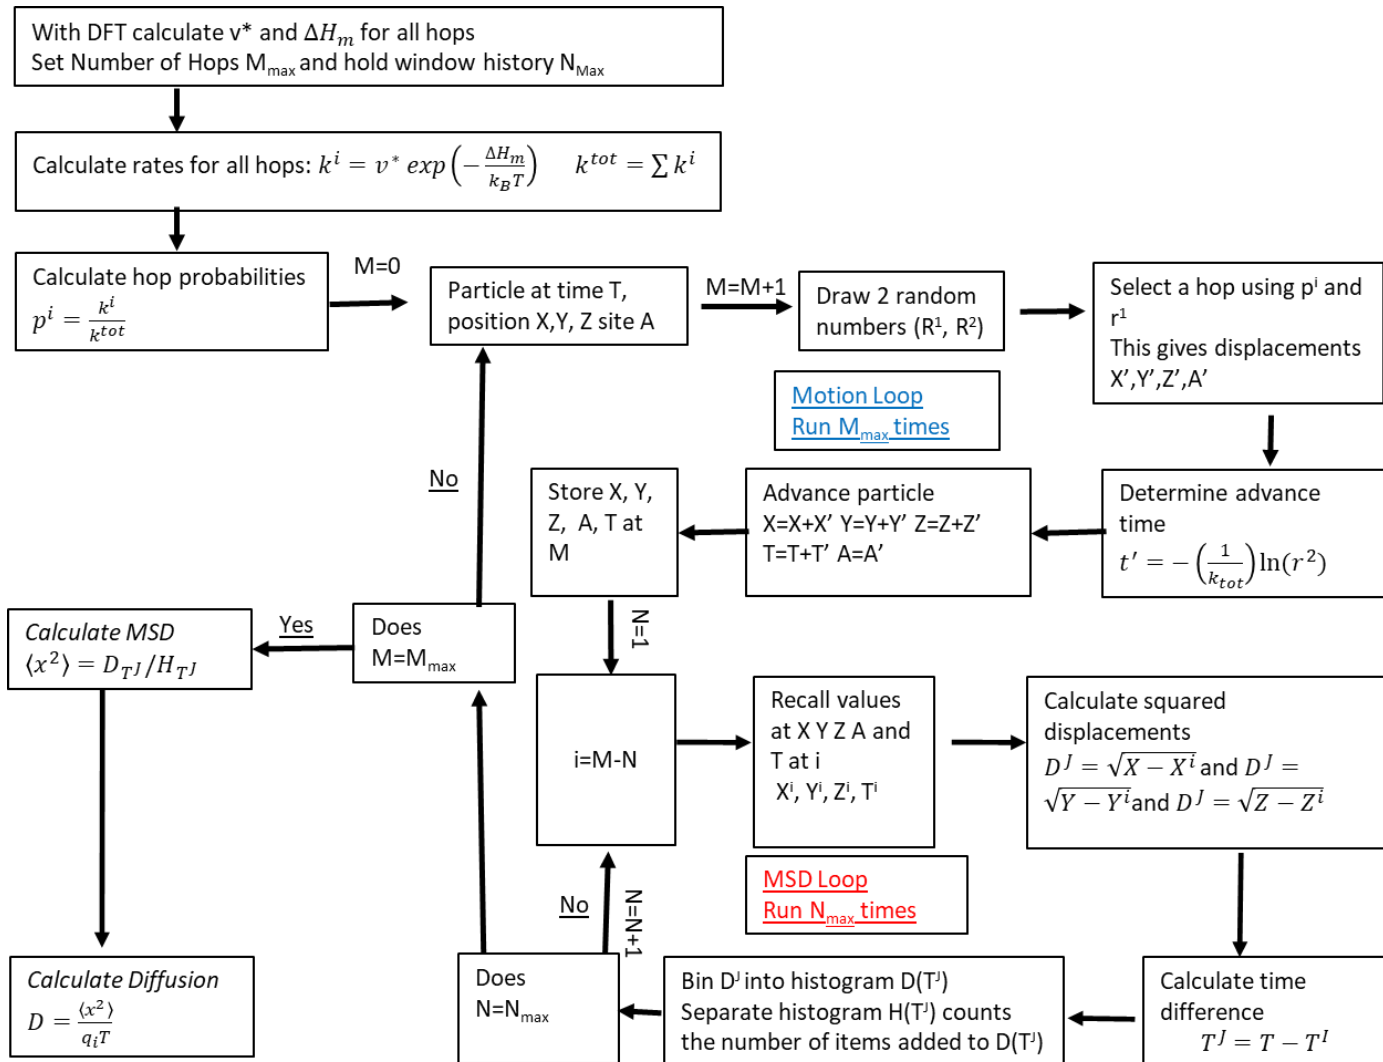 With DFT calculate v* and ΔH_m for all hops
Set Number of Hops M_max and hold window history N_Max
Calculate rates for all hops: k^i = v* exp(−ΔH_m/(k_B T)) k^tot = ∑ k^i
Calculate hop probabilities
p^i = k^i/k^tot
M=0
Particle at time T,
position X,Y, Z site A
M=M+1
Draw 2 random
numbers (R^1, R^2)
Select a hop using p^i and
r^1
This gives displacements
X’,Y’,Z’,A’
Motion Loop
Run M_max times
No
Store X, Y,
Z, A, T at
M
Advance particle
X=X+X’ Y=Y+Y’ Z=Z+Z’
T=T+T’ A=A’
Determine advance
time
t′ = −(1/k_tot)ln(r^2)
N=1
Calculate MSD
⟨x^2⟩ = D_T^J/H_T^J
Yes
Does
M=M_max
i=M-N
Recall values
at X Y Z A and
T at i
X^i, Y^i, Z^i, T^i
Calculate squared
displacements
D^J = √(X − X^i) and D^J =
√(Y − Y^i) and D^J = √(Z − Z^i)
MSD Loop
Run N_max times
No
N=N+1
Calculate Diffusion
D = ⟨x^2⟩/(q_i T)
Does
N=N_max
Bin D^J into histogram D(T^J)
Separate histogram H(T^J) counts
the number of items added to D(T^J)
Calculate time
difference
T^J = T − T^I